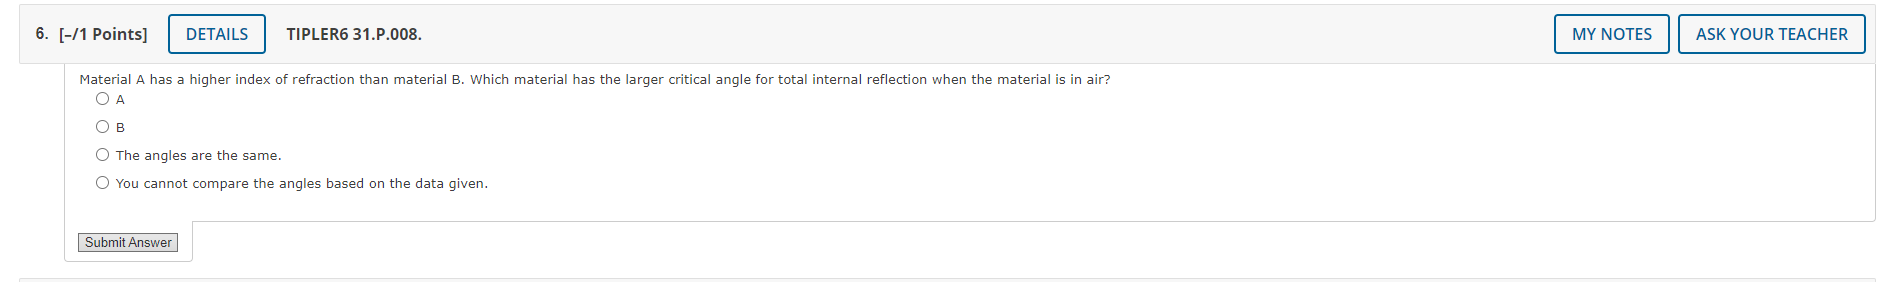 6. [-/1 Points] DETAILS TIPLER6 31.P.008. MY NOTES ASK YOUR TEACHER
Material A has a higher index of refraction than material B. Which material has the larger critical angle for total internal reflection when the material is in air?
A
B
The angles are the same.
You cannot compare the angles based on the data given.
Submit Answer